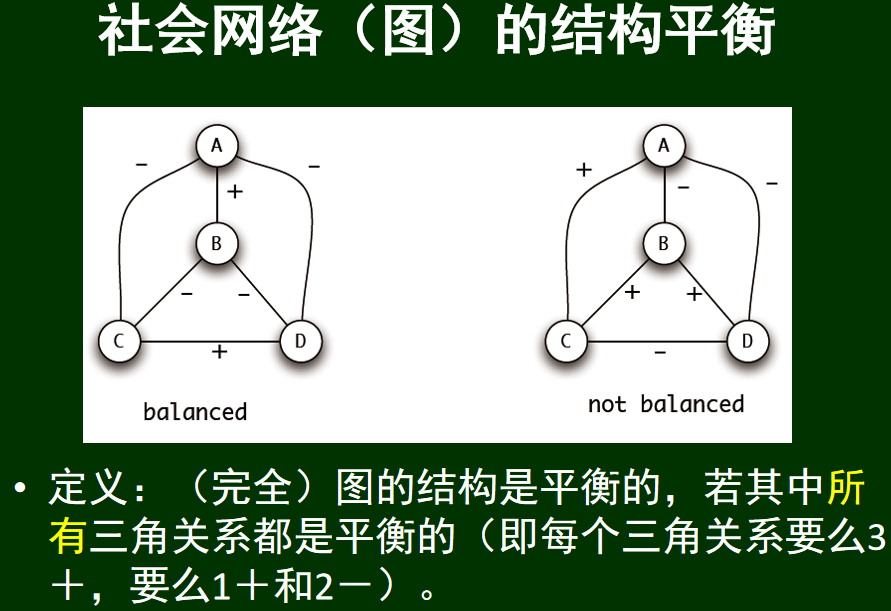 社会网络（图）的结构平衡
A
A
－
－
＋
＋
－
－
B
B
－
－
＋
＋
C
D
C
D
＋
－
balanced
not balanced
• 定义：（完全）图的结构是平衡的，若其中所
有三角关系都是平衡的（即每个三角关系要么3
＋，要么1＋和2－）。